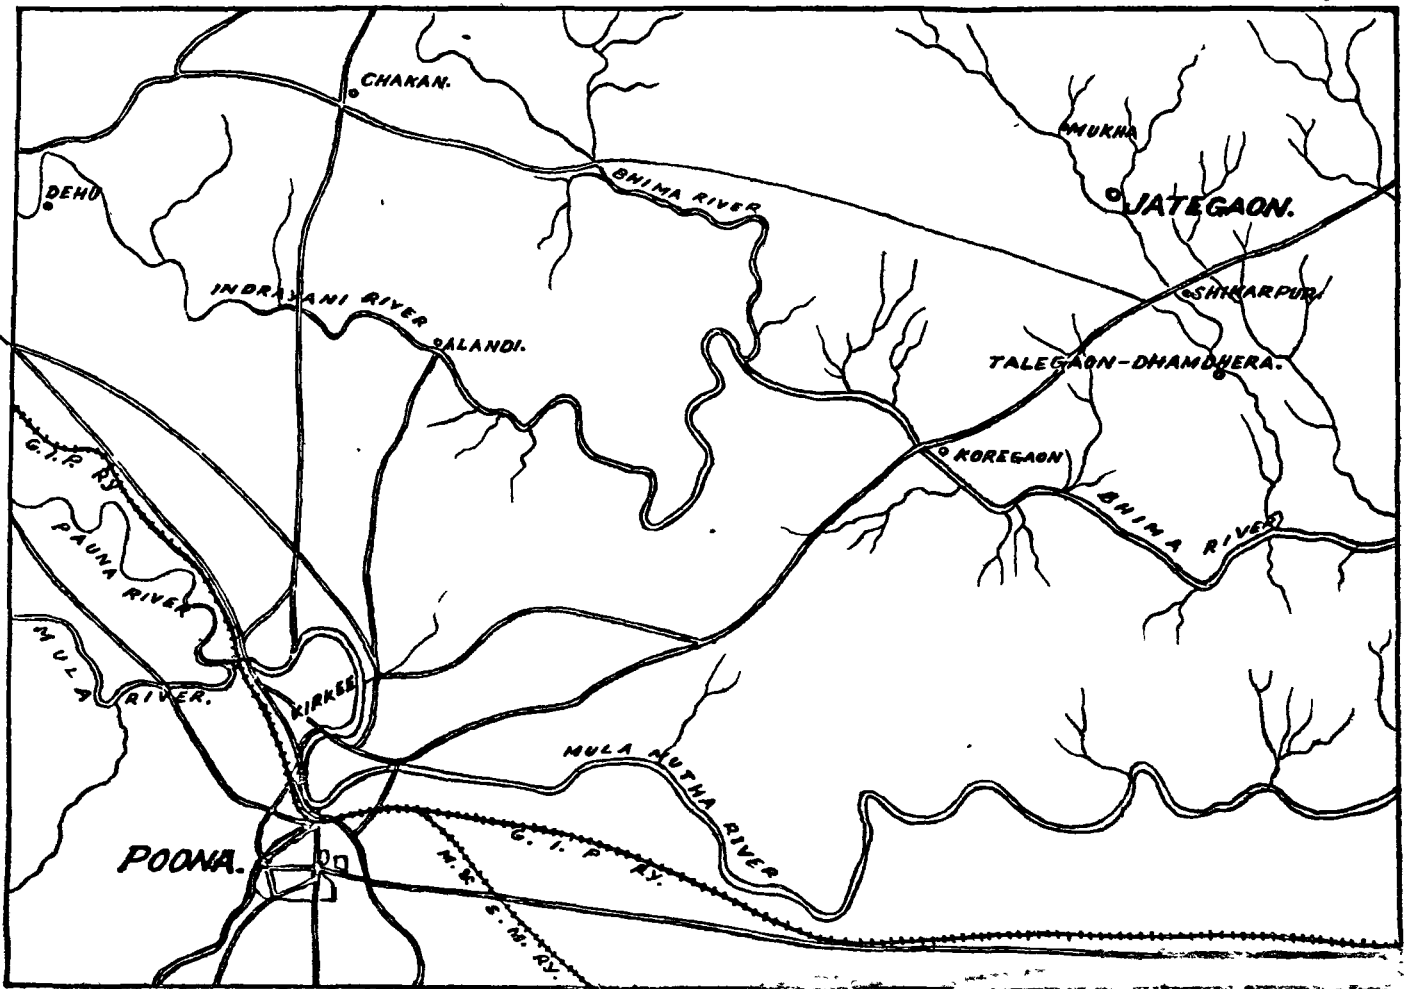 CHAKAN.
MUKHAI
DEHU
BHIMA RIVER
JATEGAON.
INDRAYANI RIVER
SHIKARPUR.
ALANDI.
TALEGAON-DHAMDHERA.
G.I.P. RY
KOREGAON
BHIMA RIVER
PAUNA RIVER
MULA RIVER.
KIRKEE
MULA MUTHA RIVER
G. I. P RY.
POONA.
M. & S. M. RY.